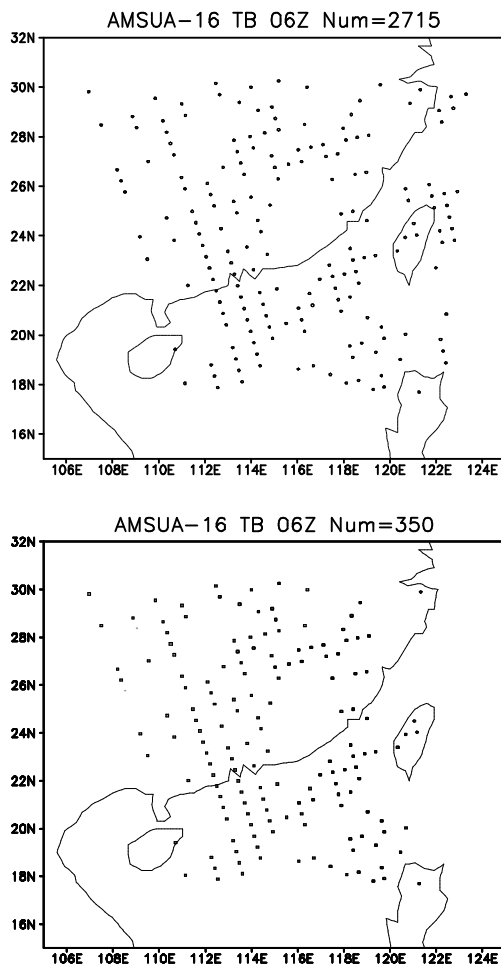 AMSUA-16 TB 06Z Num=2715
32N
30N
28N
26N
24N
22N
20N
18N
16N
106E 108E 110E 112E 114E 116E 118E 120E 122E 124E
AMSUA-16 TB 06Z Num=350
32N
30N
28N
26N
24N
22N
20N
18N
16N
106E 108E 110E 112E 114E 116E 118E 120E 122E 124E